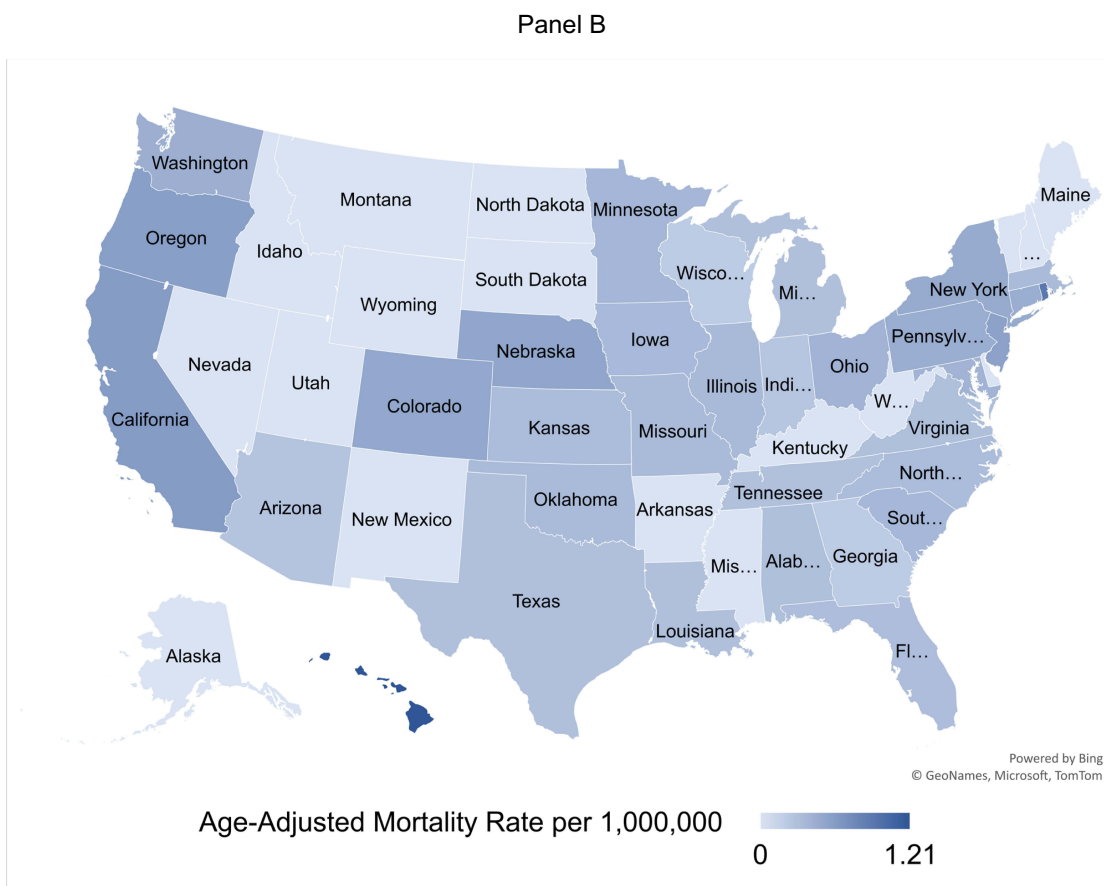 Panel B
Washington
Montana
North Dakota
Minnesota
Maine
Oregon
Idaho
South Dakota
Wisco...
Mi...
...
New York
Wyoming
Nebraska
Iowa
Pennsylv...
Nevada
Utah
Colorado
Illinois
Indi...
Ohio
W...
California
Kansas
Missouri
Kentucky
Virginia
Arizona
New Mexico
Oklahoma
Arkansas
Tennessee
North...
Sout...
Texas
Mis...
Alab...
Georgia
Louisiana
Fl...
Alaska
Powered by Bing
© GeoNames, Microsoft, TomTom
Age-Adjusted Mortality Rate per 1,000,000
0 1.21